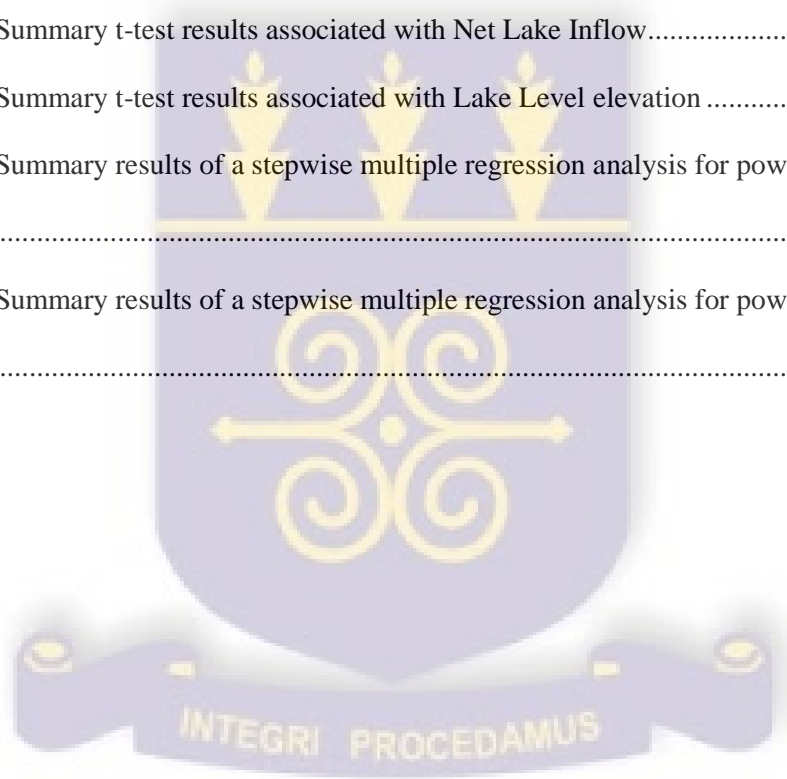 Summary t-test results associated with Net Lake Inflow..................
Summary t-test results associated with Lake Level elevation ...........
Summary results of a stepwise multiple regression analysis for pow
................................................................................................
Summary results of a stepwise multiple regression analysis for pow
................................................................................................
INTEGRI PROCEDAMUS